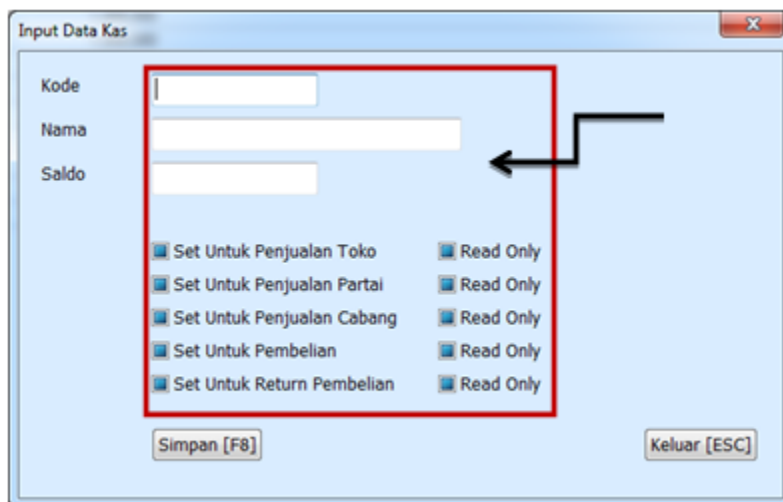 Input Data Kas
Kode
Nama
Saldo
Set Untuk Penjualan Toko Read Only
Set Untuk Penjualan Partai Read Only
Set Untuk Penjualan Cabang Read Only
Set Untuk Pembelian Read Only
Set Untuk Return Pembelian Read Only
Simpan [F8] Keluar [ESC]